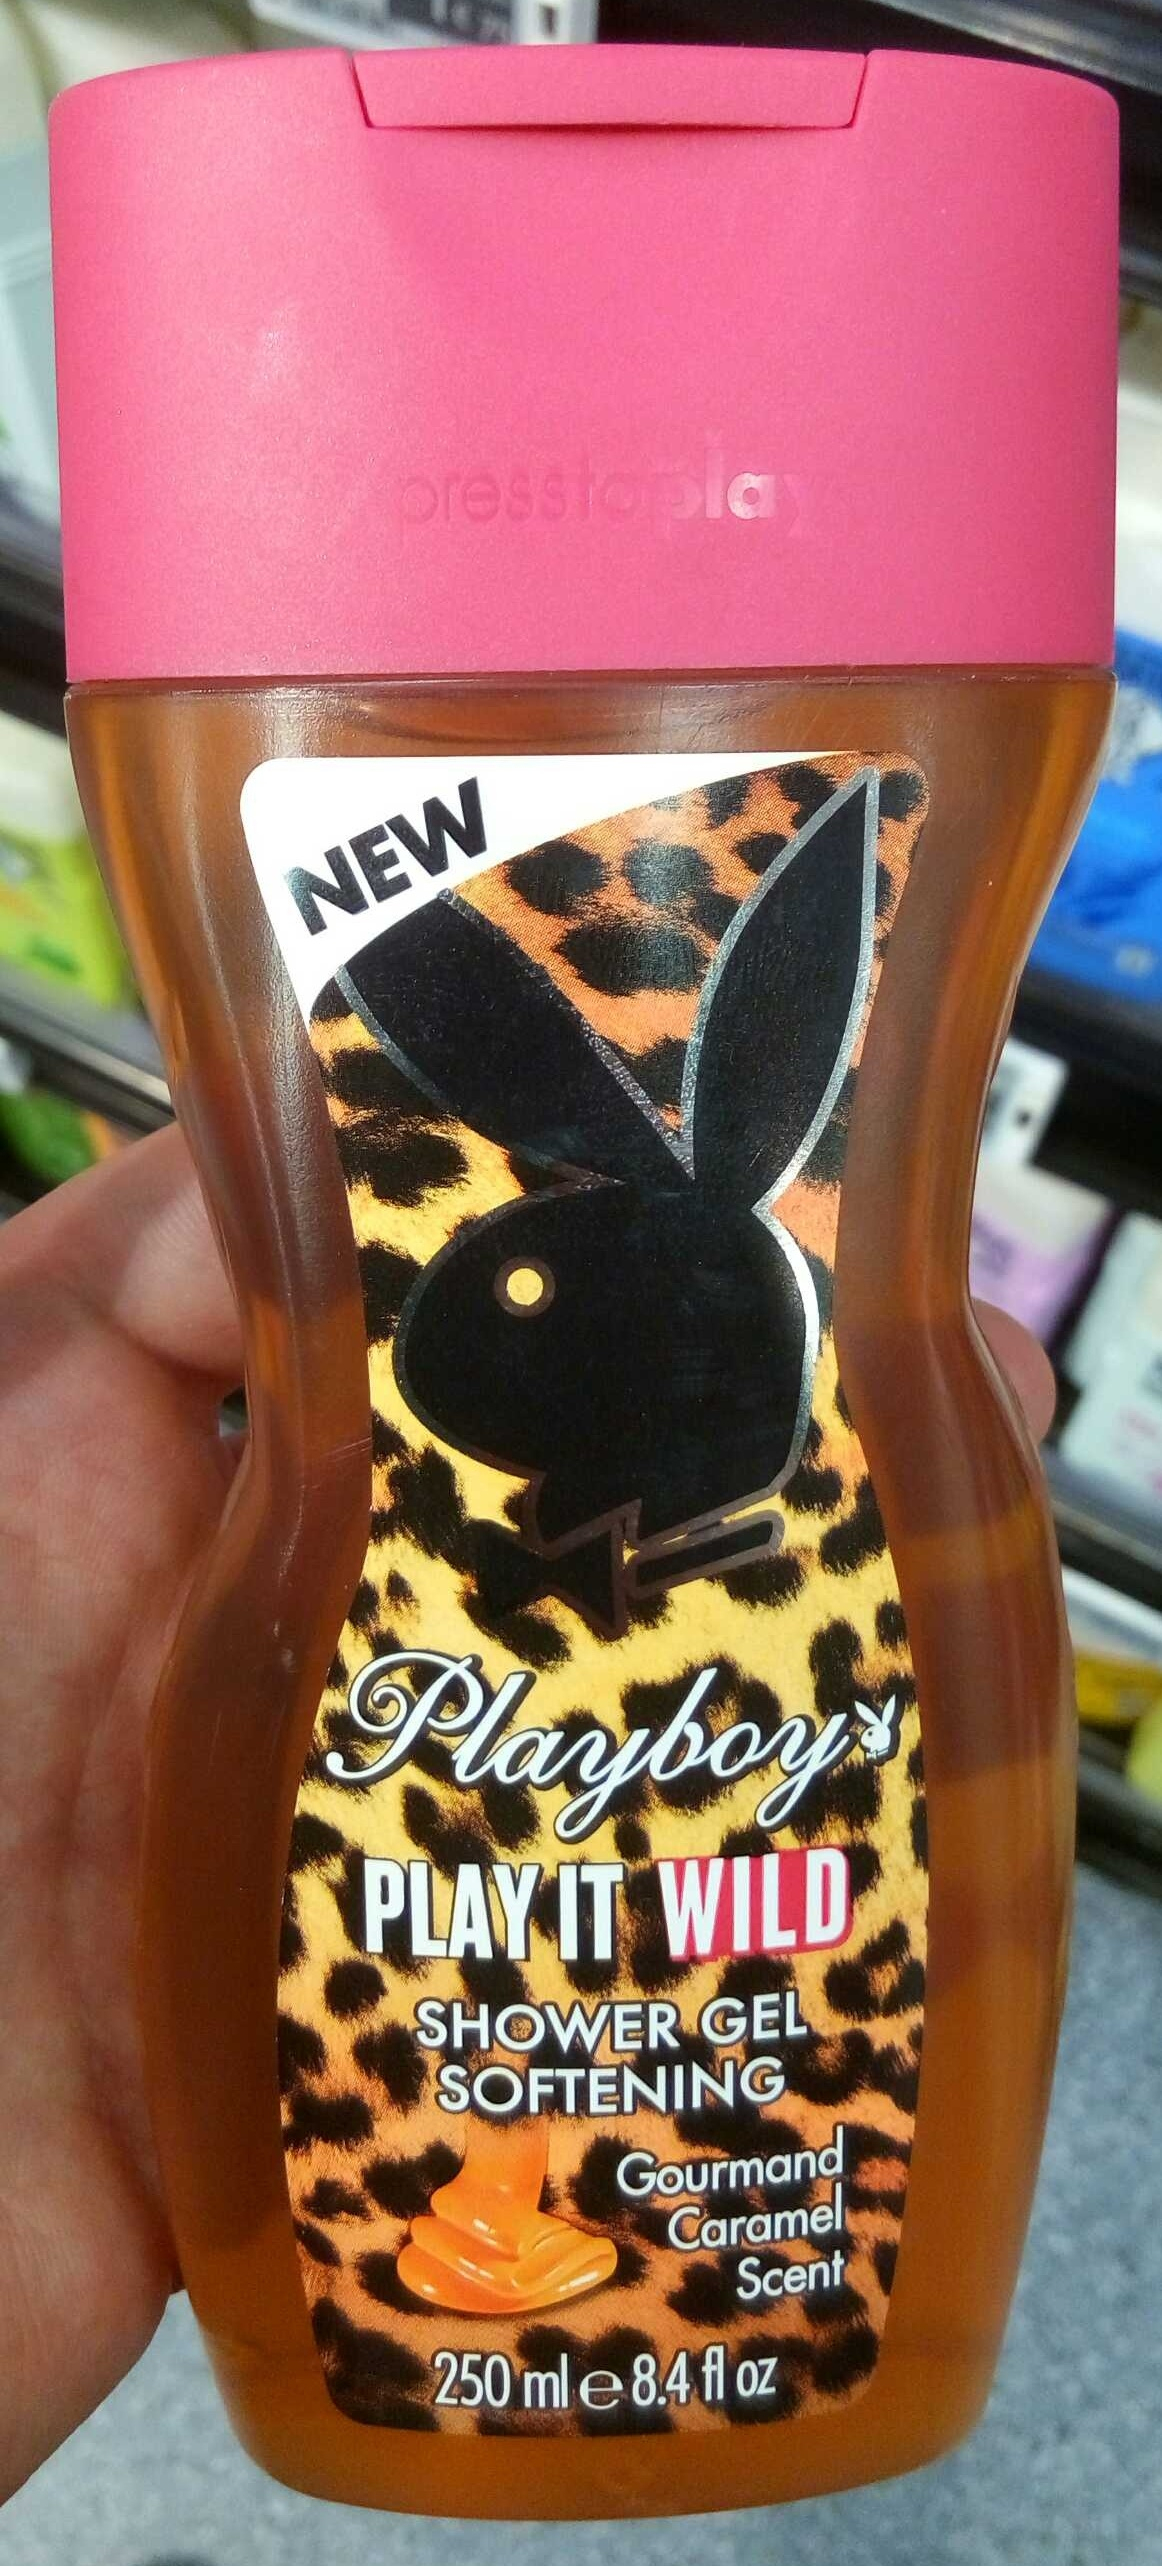 presstoplay
NEW
Playboy
PLAY IT WILD
SHOWER GEL
SOFTENING
Gourmand
Caramel
Scent
250 ml e 8.4 fl oz